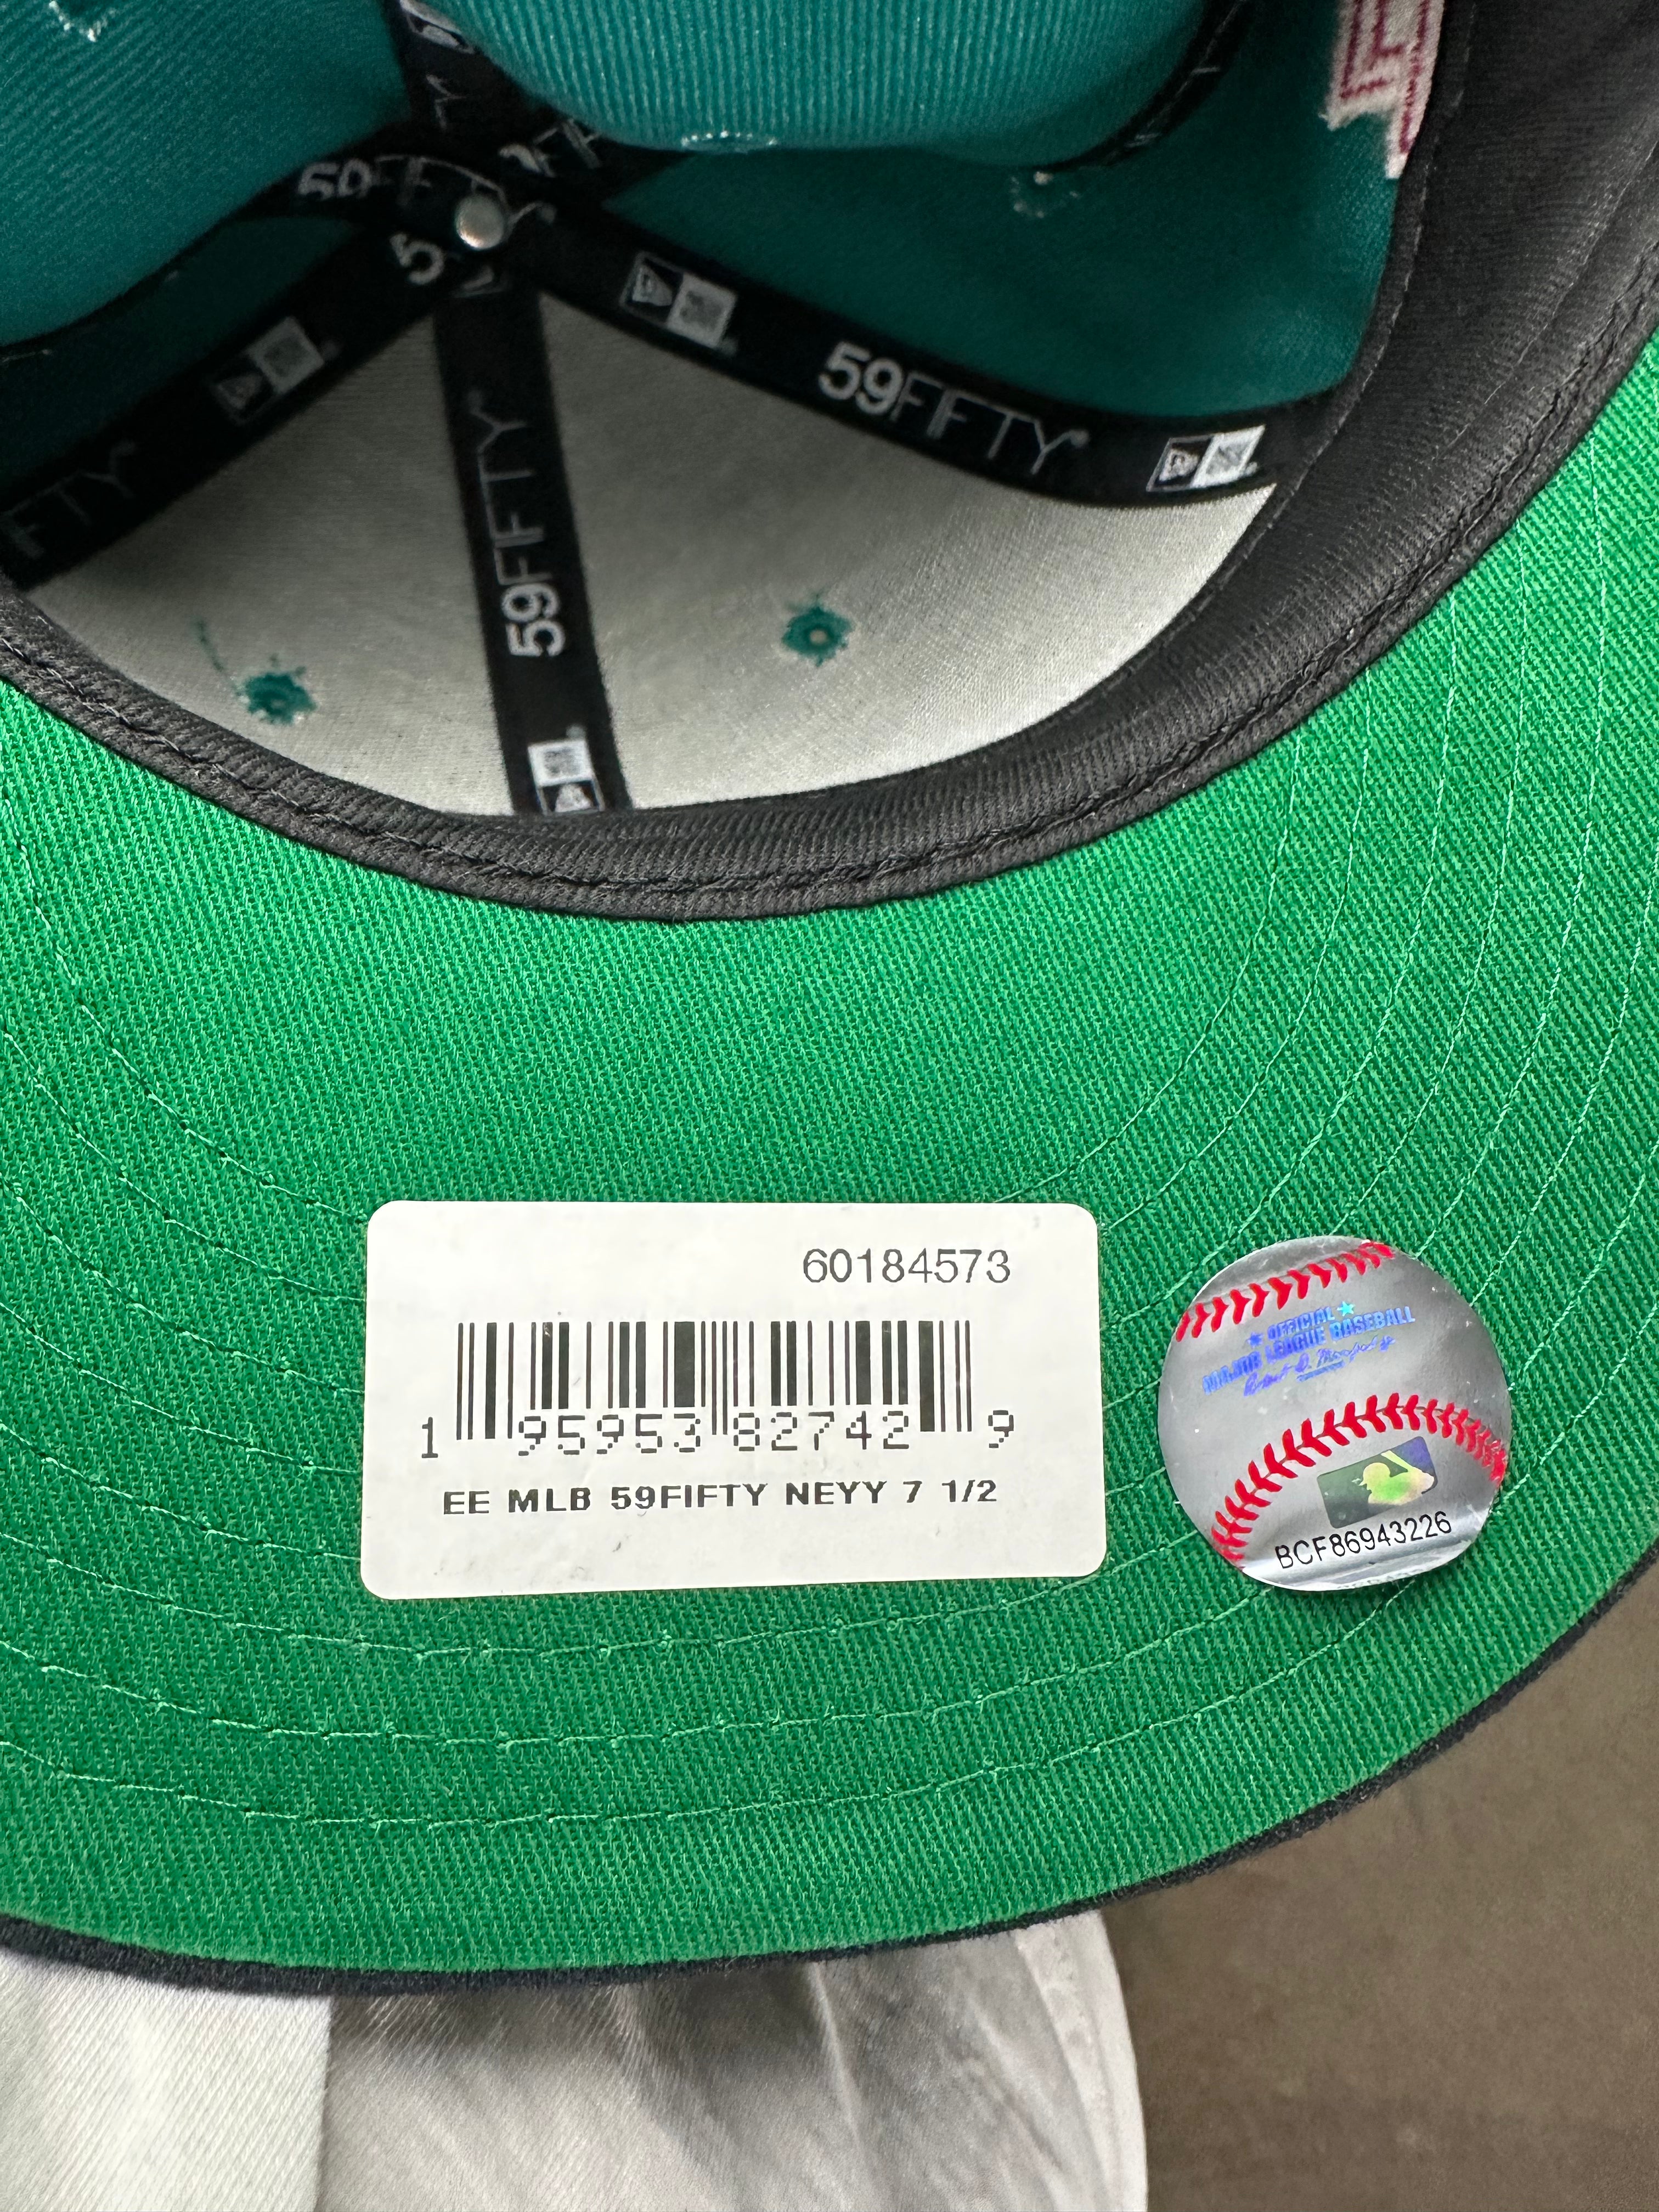 59FIFTY
59FIFTY
59FIFTY
FTY
60184573
1 95953 82742 9
EE MLB 59FIFTY NEYY 7 1/2
OFFICIAL
MAJOR LEAGUE BASEBALL
BCF86943226